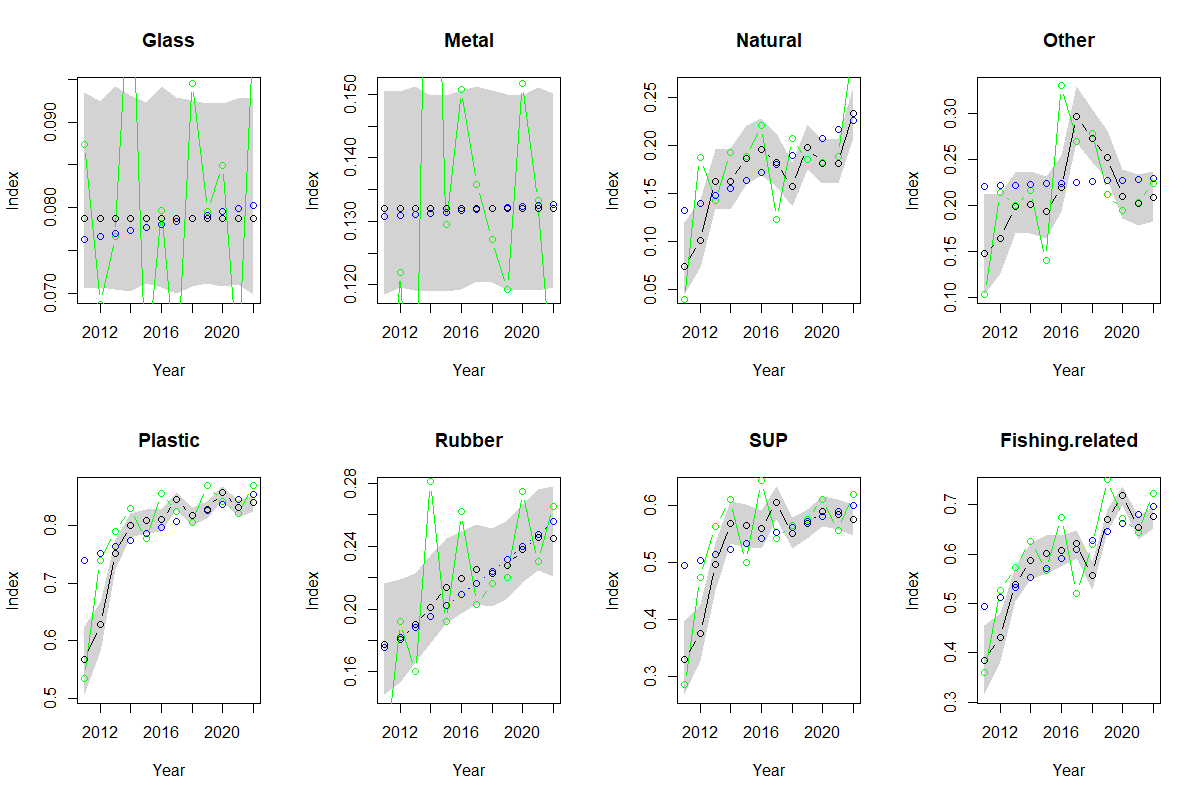 Glass
Index
0.070 0.080 0.090
2012 2016 2020
Year
Metal
Index
0.120 0.130 0.140 0.150
2012 2016 2020
Year
Natural
Index
0.05 0.10 0.15 0.20 0.25
2012 2016 2020
Year
Other
Index
0.10 0.15 0.20 0.25 0.30
2012 2016 2020
Year
Plastic
Index
0.5 0.6 0.7 0.8
2012 2016 2020
Year
Rubber
Index
0.16 0.20 0.24 0.28
2012 2016 2020
Year
SUP
Index
0.3 0.4 0.5 0.6
2012 2016 2020
Year
Fishing.related
Index
0.3 0.4 0.5 0.6 0.7
2012 2016 2020
Year